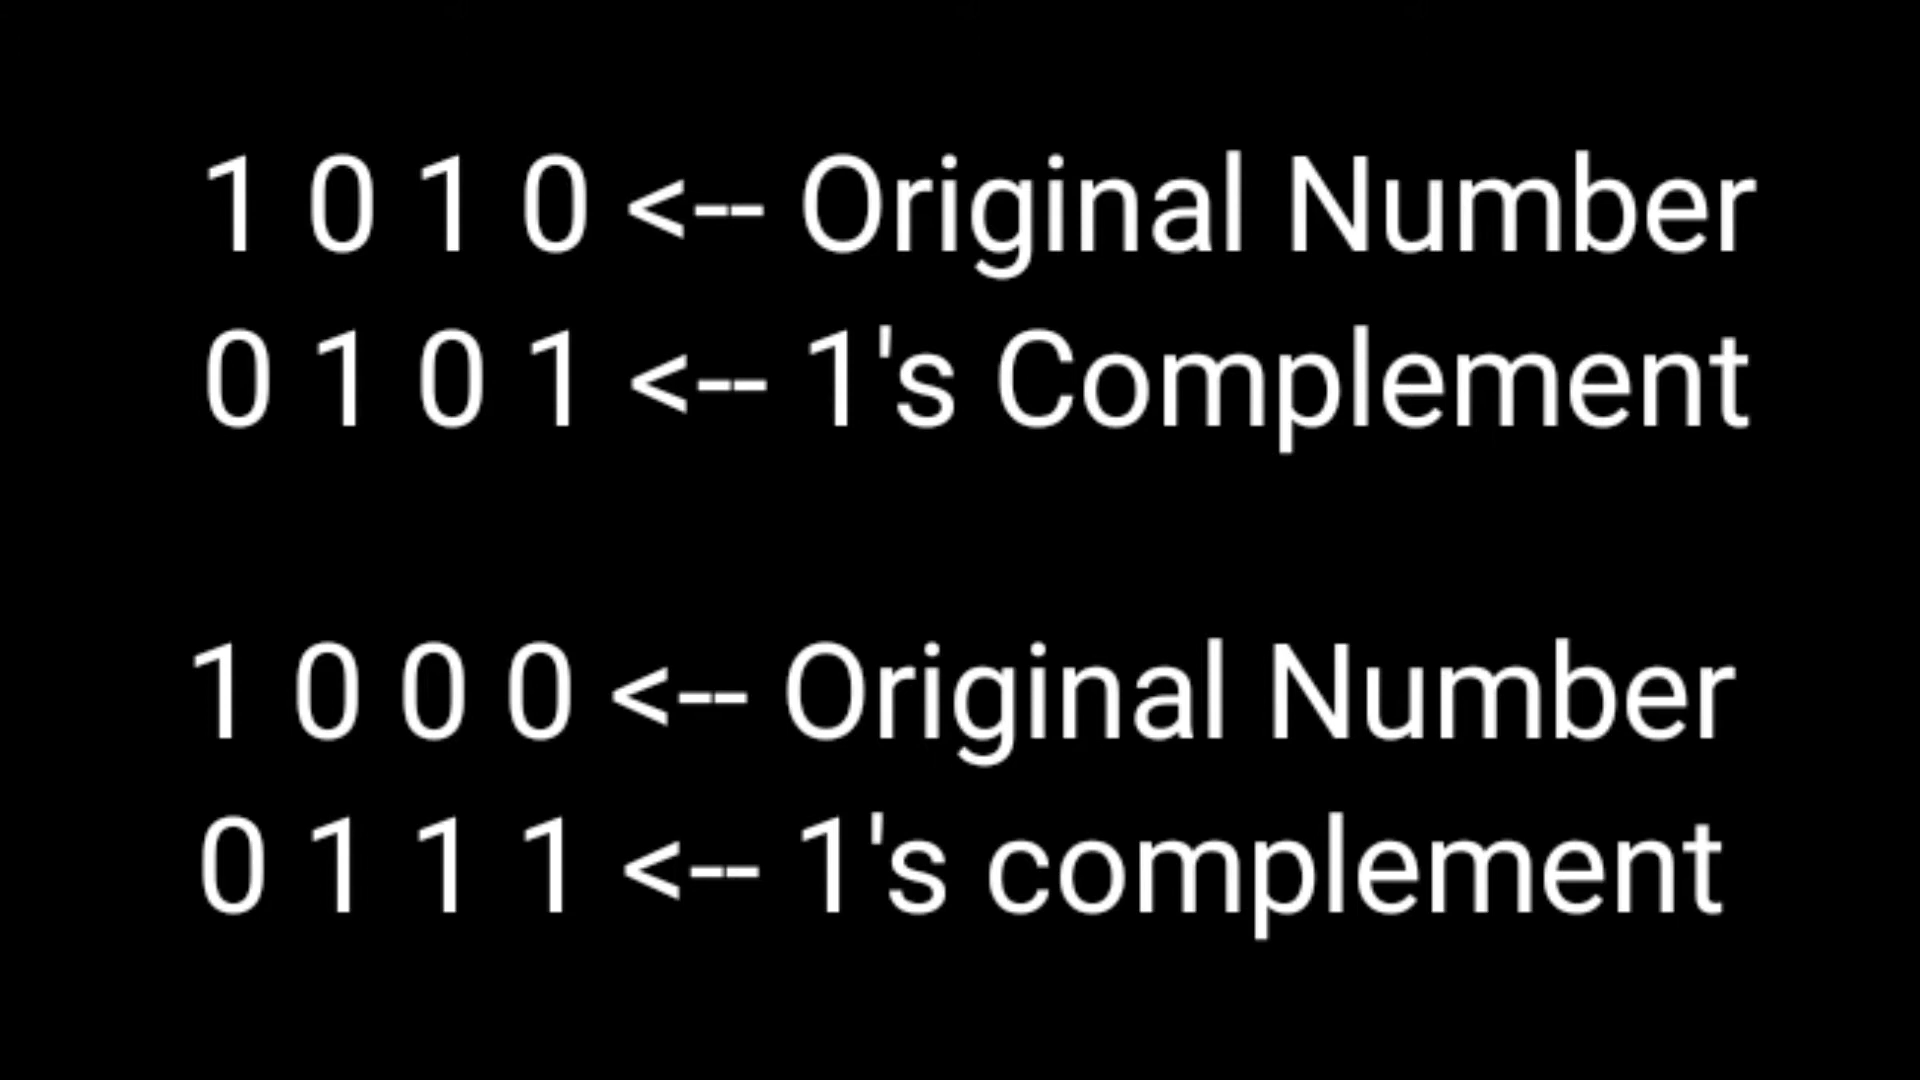 1 0 1 0 <-- Original Number
0 1 0 1 <-- 1's Complement
1 0 0 0 <-- Original Number
0 1 1 1 <-- 1's complement